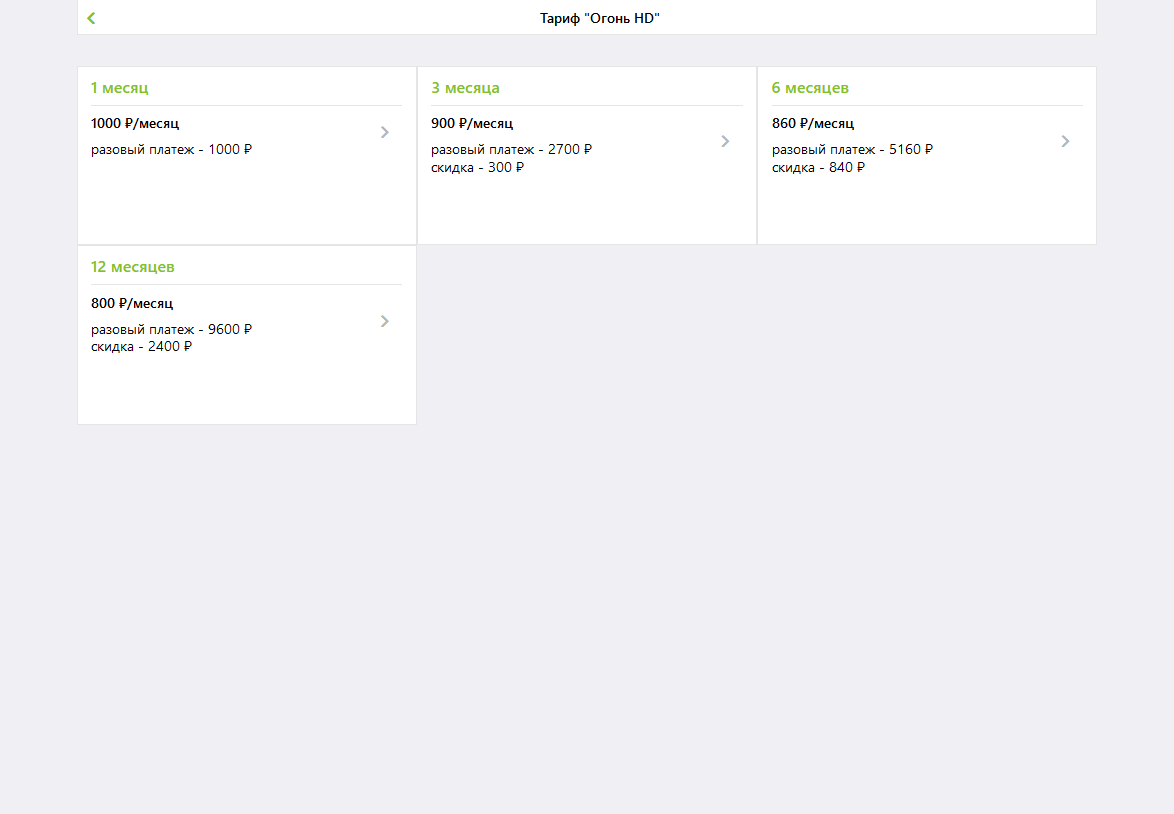 Тариф "Огонь HD"
1 месяц
1000 ₽/месяц
разовый платеж - 1000 ₽
3 месяца
900 ₽/месяц
разовый платеж - 2700 ₽
скидка - 300 ₽
6 месяцев
860 ₽/месяц
разовый платеж - 5160 ₽
скидка - 840 ₽
12 месяцев
800 ₽/месяц
разовый платеж - 9600 ₽
скидка - 2400 ₽